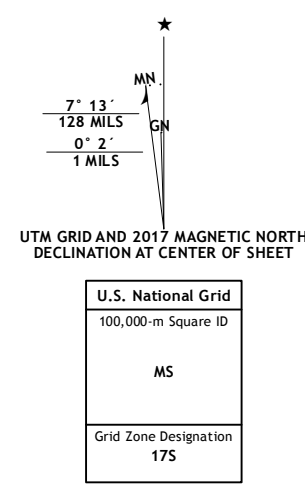 ★
MN
7° 13´
128 MILS
GN
0° 2´
1 MILS
UTM GRID AND 2017 MAGNETIC NORTH
DECLINATION AT CENTER OF SHEET
U.S. National Grid
100,000-m Square ID
MS
Grid Zone Designation
17S